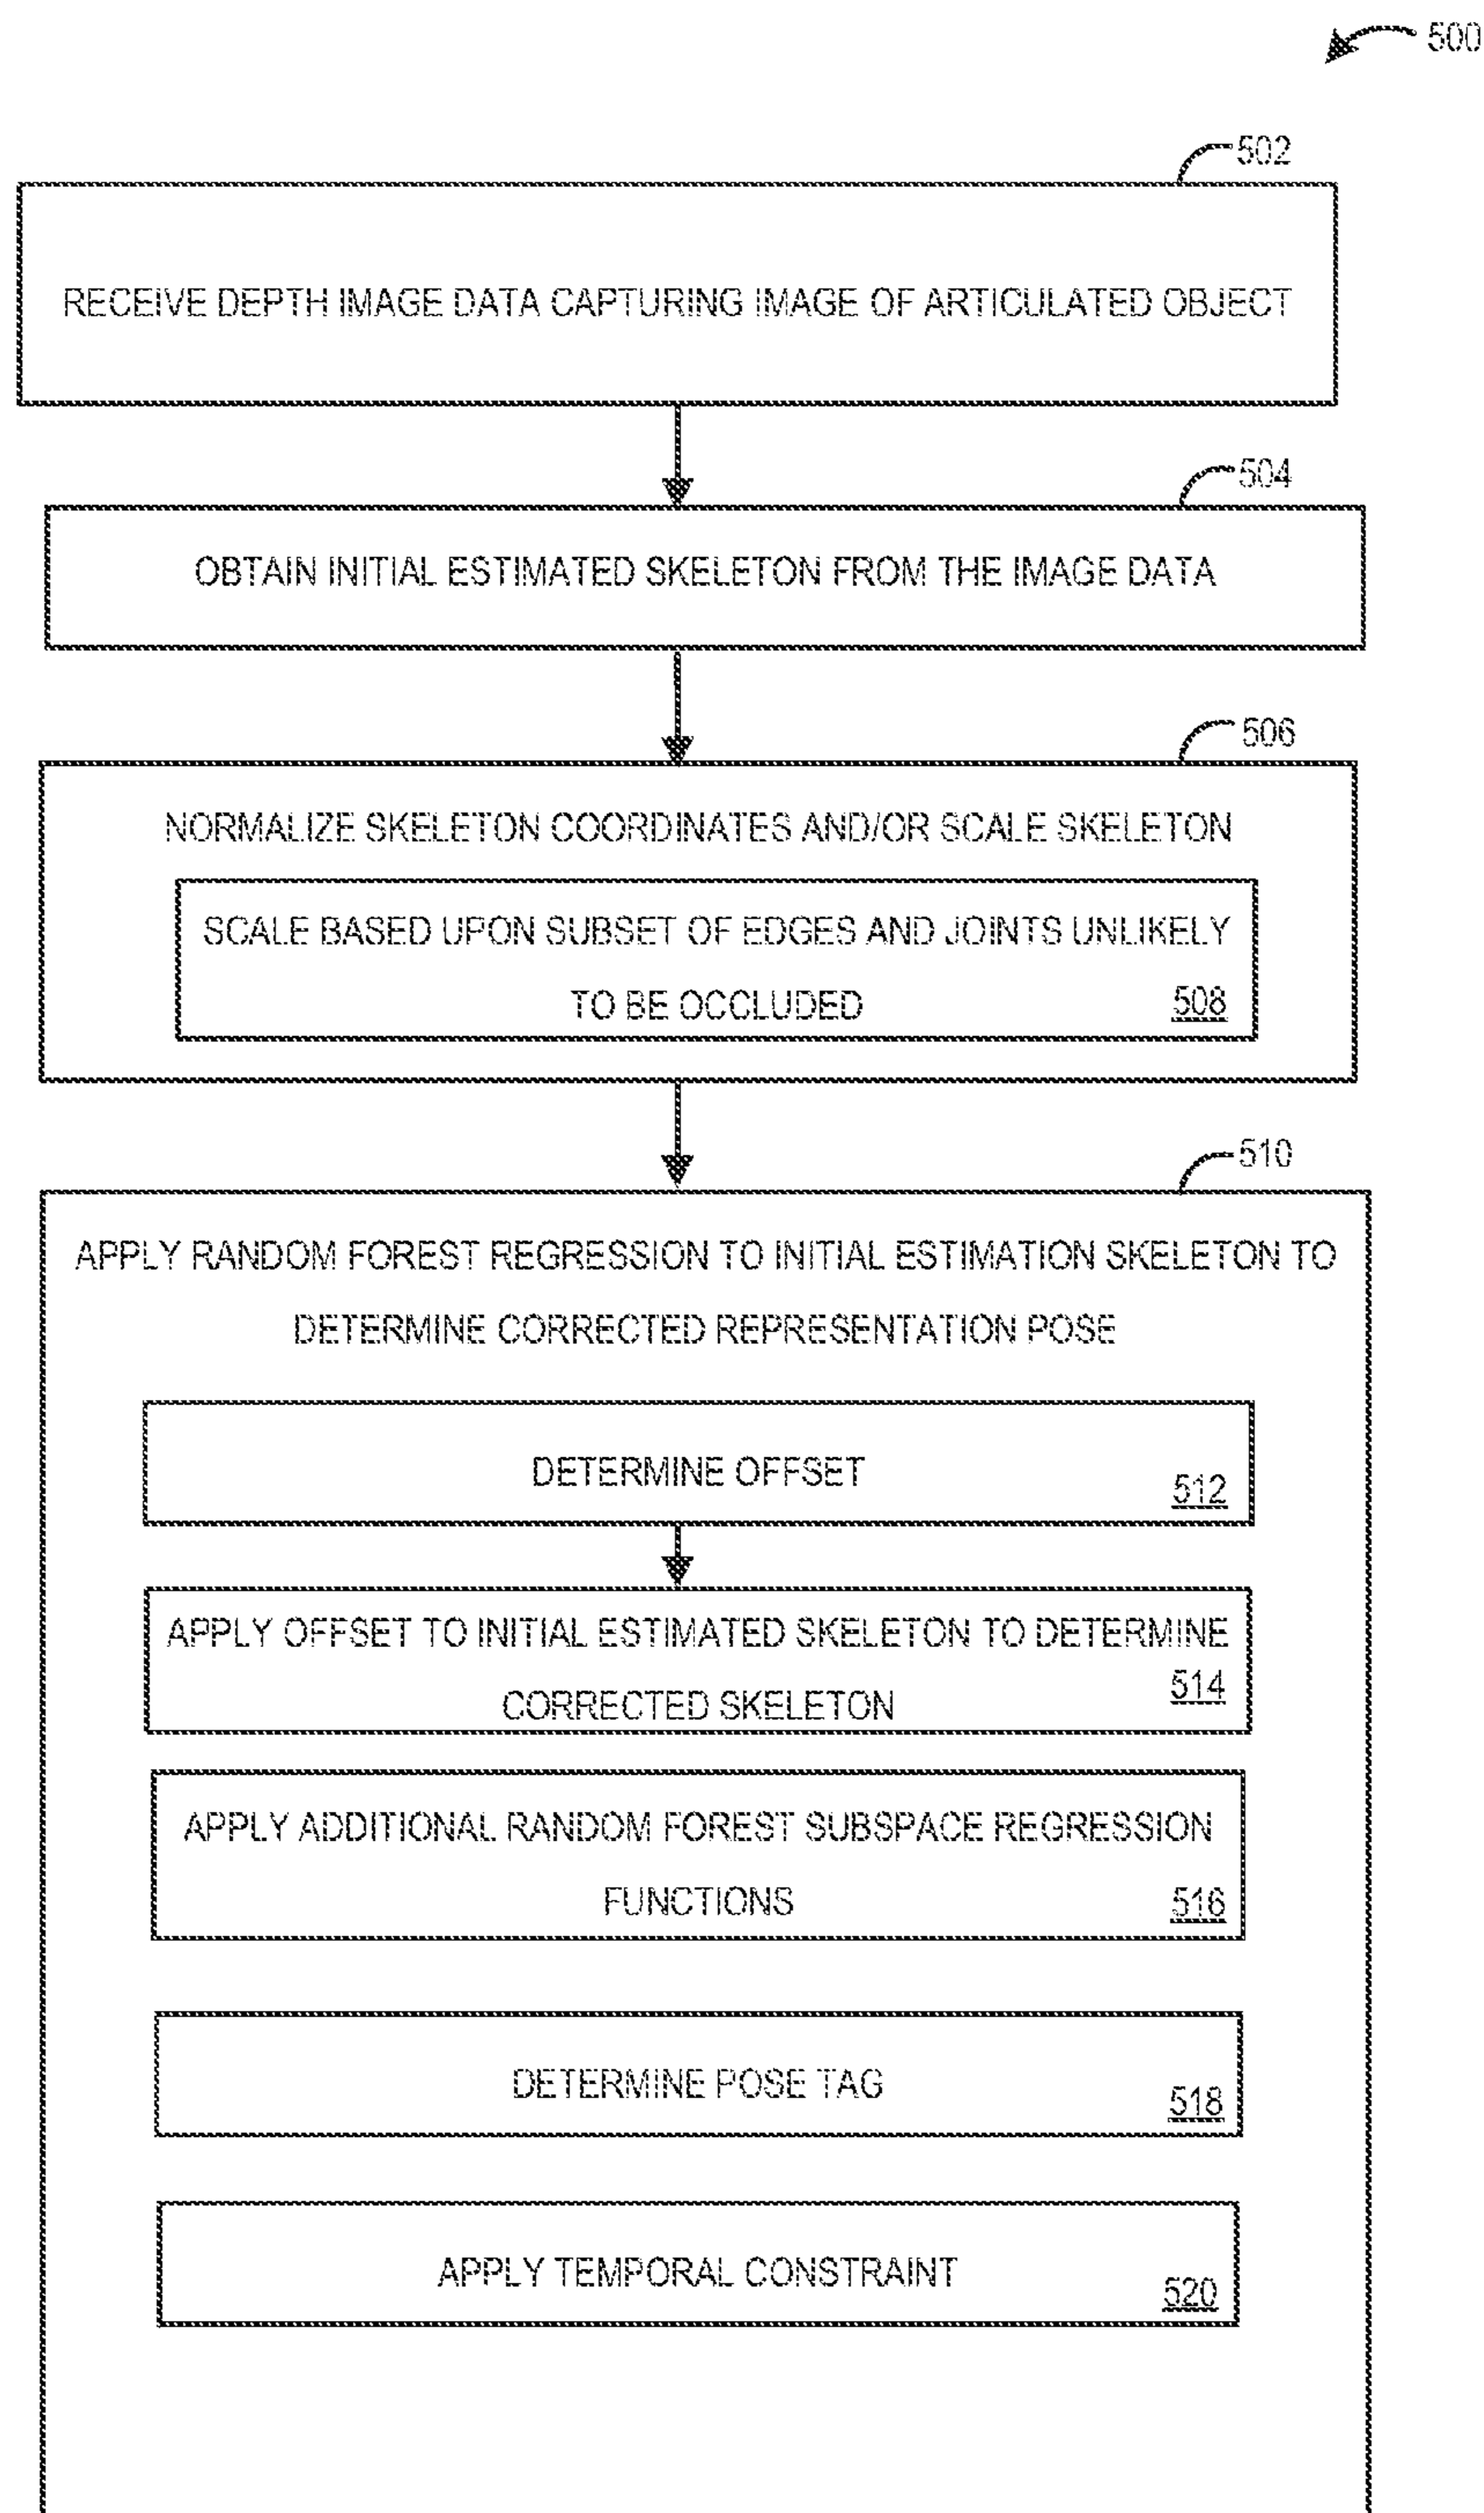 500
502
RECEIVE DEPTH IMAGE DATA CAPTURING IMAGE OF ARTICULATED OBJECT
504
OBTAIN INITIAL ESTIMATED SKELETON FROM THE IMAGE DATA
506
NORMALIZE SKELETON COORDINATES AND/OR SCALE SKELETON
SCALE BASED UPON SUBSET OF EDGES AND JOINTS UNLIKELY
TO BE OCCLUDED 508
510
APPLY RANDOM FOREST REGRESSION TO INITIAL ESTIMATION SKELETON TO
DETERMINE CORRECTED REPRESENTATION POSE
DETERMINE OFFSET 512
APPLY OFFSET TO INITIAL ESTIMATED SKELETON TO DETERMINE
CORRECTED SKELETON 514
APPLY ADDITIONAL RANDOM FOREST SUBSPACE REGRESSION
FUNCTIONS 516
DETERMINE POSE TAG 518
APPLY TEMPORAL CONSTRAINT 520